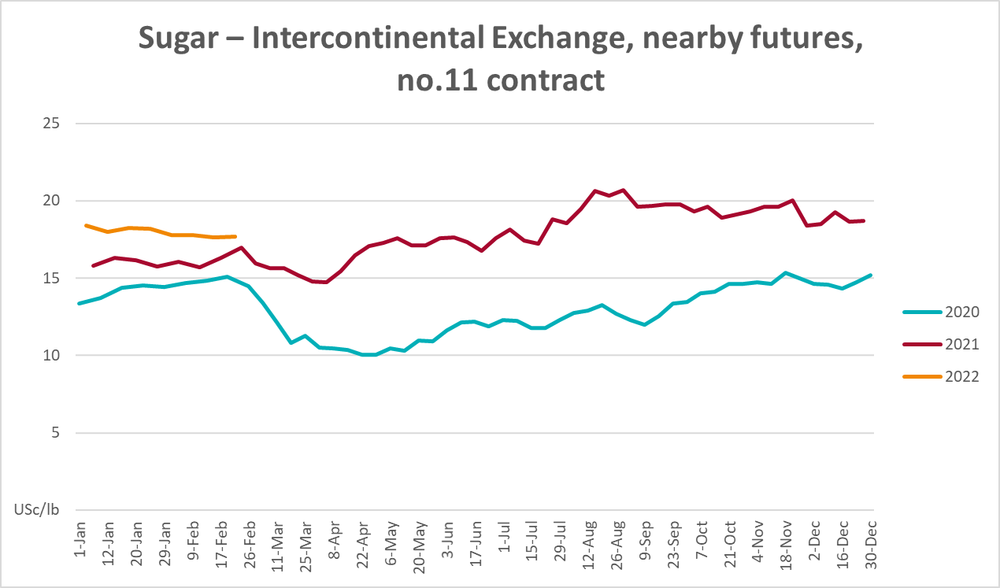 Sugar – Intercontinental Exchange, nearby futures,
no.11 contract
25
20
15
10
5
USc/lb
1-Jan
12-Jan
20-Jan
29-Jan
9-Feb
17-Feb
26-Feb
11-Mar
25-Mar
8-Apr
22-Apr
6-May
20-May
3-Jun
17-Jun
1-Jul
15-Jul
29-Jul
12-Aug
26-Aug
9-Sep
23-Sep
7-Oct
21-Oct
4-Nov
18-Nov
2-Dec
16-Dec
30-Dec
2020
2021
2022